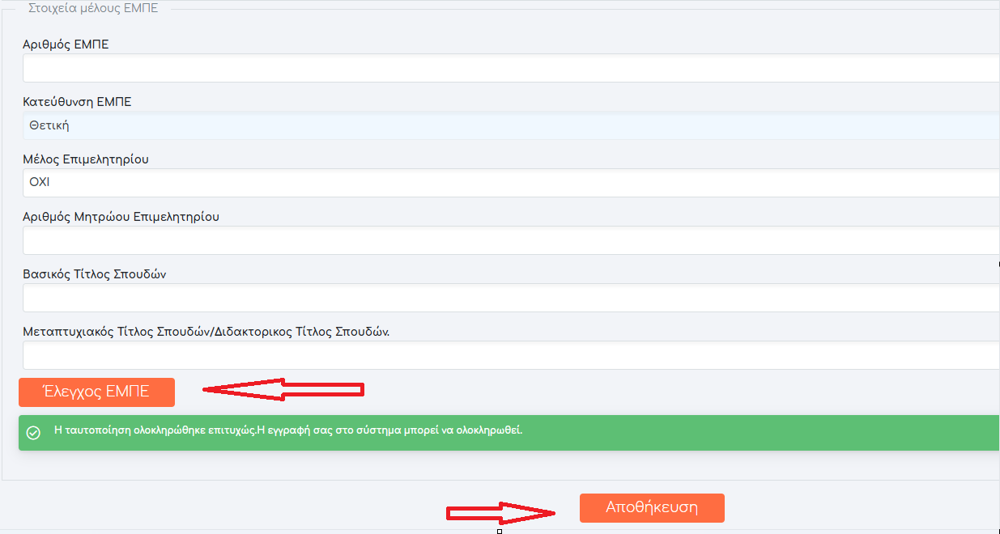 Στοιχεία μέλους ΕΜΠΕ
Αριθμός ΕΜΠΕ
Κατεύθυνση ΕΜΠΕ
Θετική
Μέλος Επιμελητηρίου
ΟΧΙ
Αριθμός Μητρώου Επιμελητηρίου
Βασικός Τίτλος Σπουδών
Μεταπτυχιακός Τίτλος Σπουδών/Διδακτορικος Τίτλος Σπουδών.
Έλεγχος ΕΜΠΕ
Η ταυτοποίηση ολοκληρώθηκε επιτυχώς.Η εγγραφή σας στο σύστημα μπορεί να ολοκληρωθεί.
Αποθήκευση